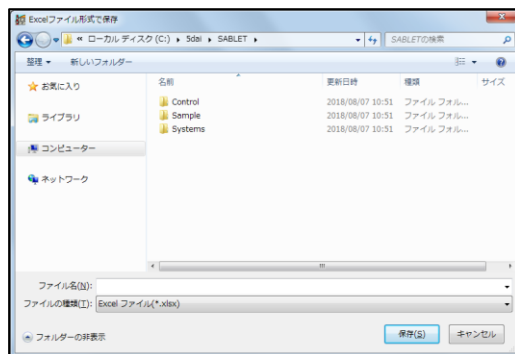 Excelファイル形式で保存
« ローカル ディスク (C:) ▸ 5dai ▸ SABLET ▸
SABLETの検索
整理 ▼ 新しいフォルダー
お気に入り
ライブラリ
コンピューター
ネットワーク
名前 更新日時 種類 サイズ
Control 2018/08/07 10:51 ファイル フォル...
Sample 2018/08/07 10:51 ファイル フォル...
Systems 2018/08/07 10:51 ファイル フォル...
ファイル名(N):
ファイルの種類(T): Excel ファイル(*.xlsx)
フォルダーの非表示
保存(S) キャンセル